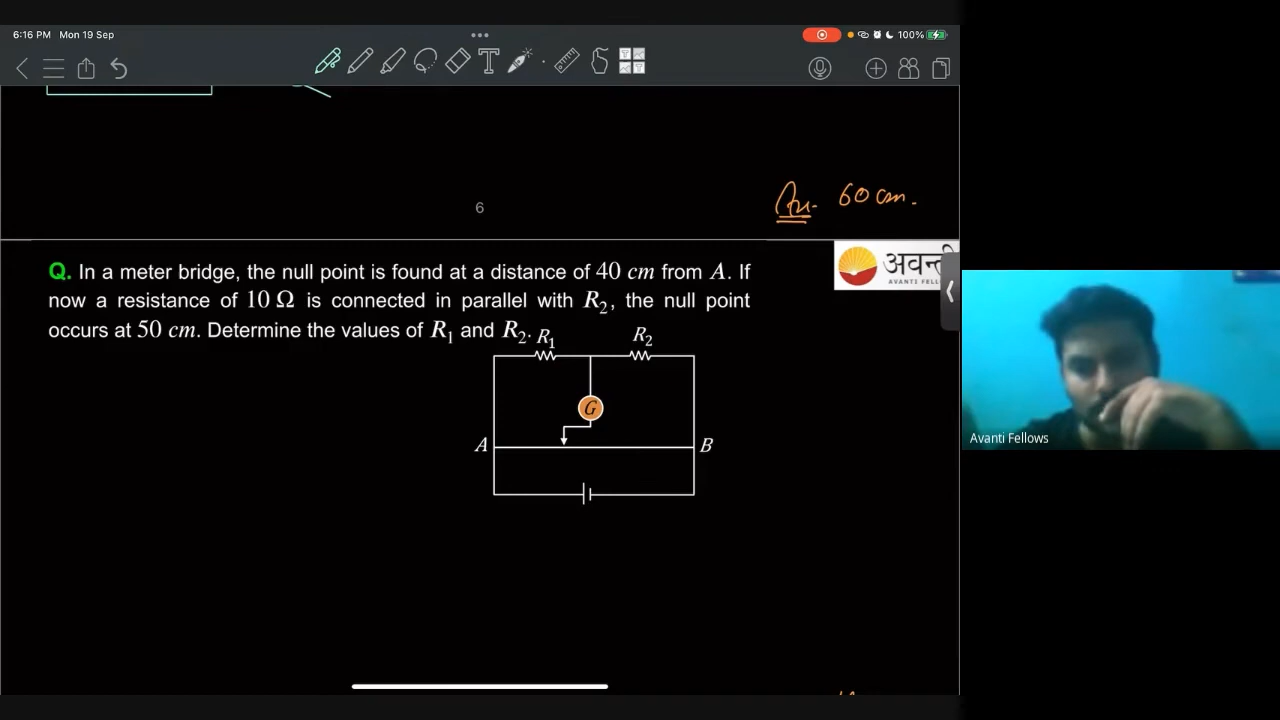 6:16 PM Mon 19 Sep
100%
Ans. 60 cm.
6
अवन्ती
AVANTI FELL
Q. In a meter bridge, the null point is found at a distance of 40 cm from A. If
now a resistance of 10 Ω is connected in parallel with R₂, the null point
occurs at 50 cm. Determine the values of R₁ and R₂.
R₁ R₂
G
A B
Avanti Fellows